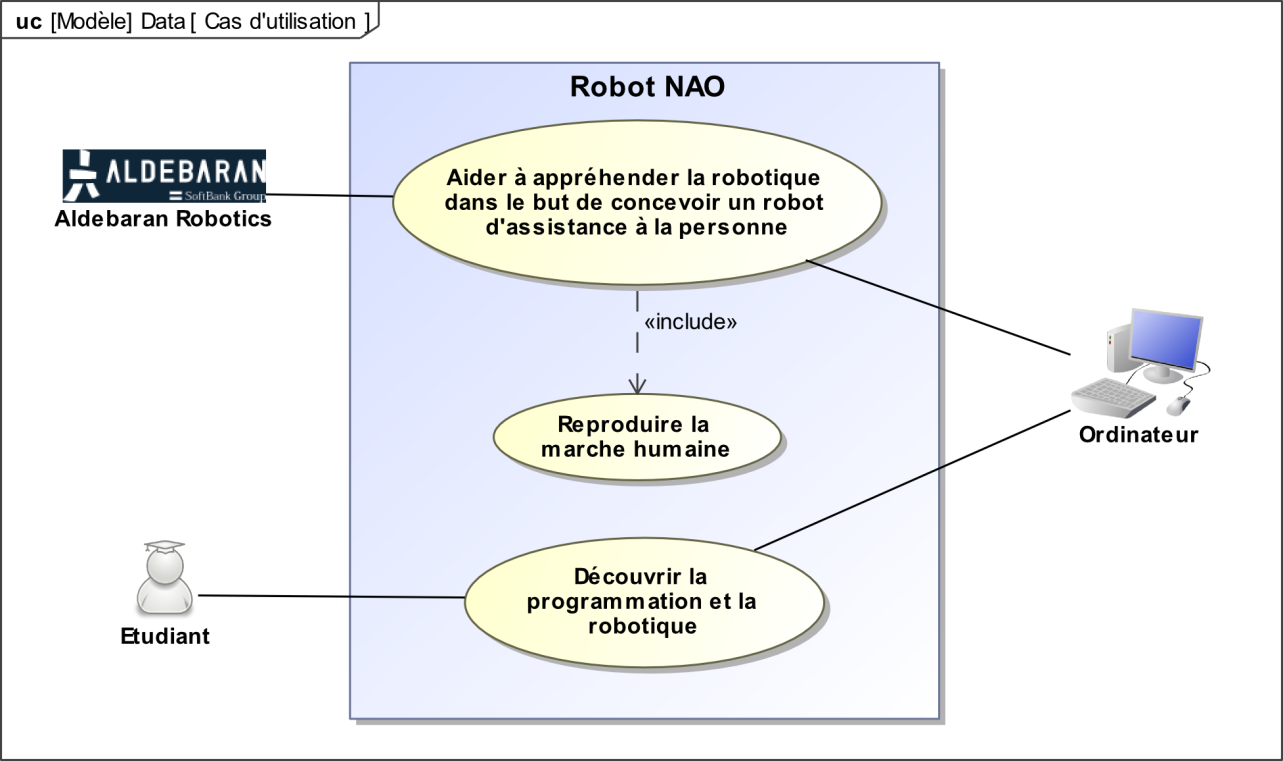 uc [Modèle] Data [ Cas d'utilisation ]
Robot NAO
ALDEBARAN
SoftBank Group
Aldebaran Robotics
Aider à appréhender la robotique
dans le but de concevoir un robot
d'assistance à la personne
«include»
Reproduire la
marche humaine
Ordinateur
Découvrir la
programmation et la
robotique
Etudiant